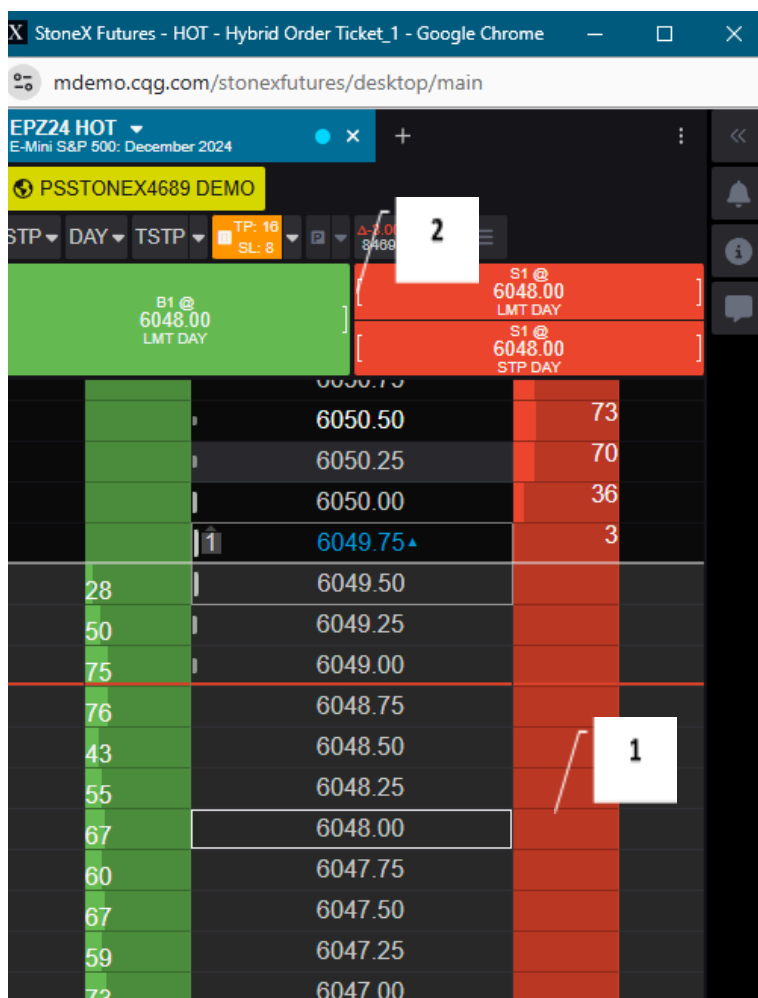 X StoneX Futures - HOT - Hybrid Order Ticket_1 - Google Chrome
mdemo.cqg.com/stonexfutures/desktop/main
EPZ24 HOT
E-Mini S&P 500: December 2024
PSSTONEX4689 DEMO
STP DAY TSTP TP: 16
SL: 8
P
8469
2
B1 @
6048.00
LMT DAY
S1 @
6048.00
LMT DAY
S1 @
6048.00
STP DAY
6050.75
6050.50 73
6050.25 70
6050.00 36
1 6049.75 3
28 6049.50
50 6049.25
75 6049.00
76 6048.75
43 6048.50
1
55 6048.25
67 6048.00
60 6047.75
67 6047.50
59 6047.25
73 6047.00